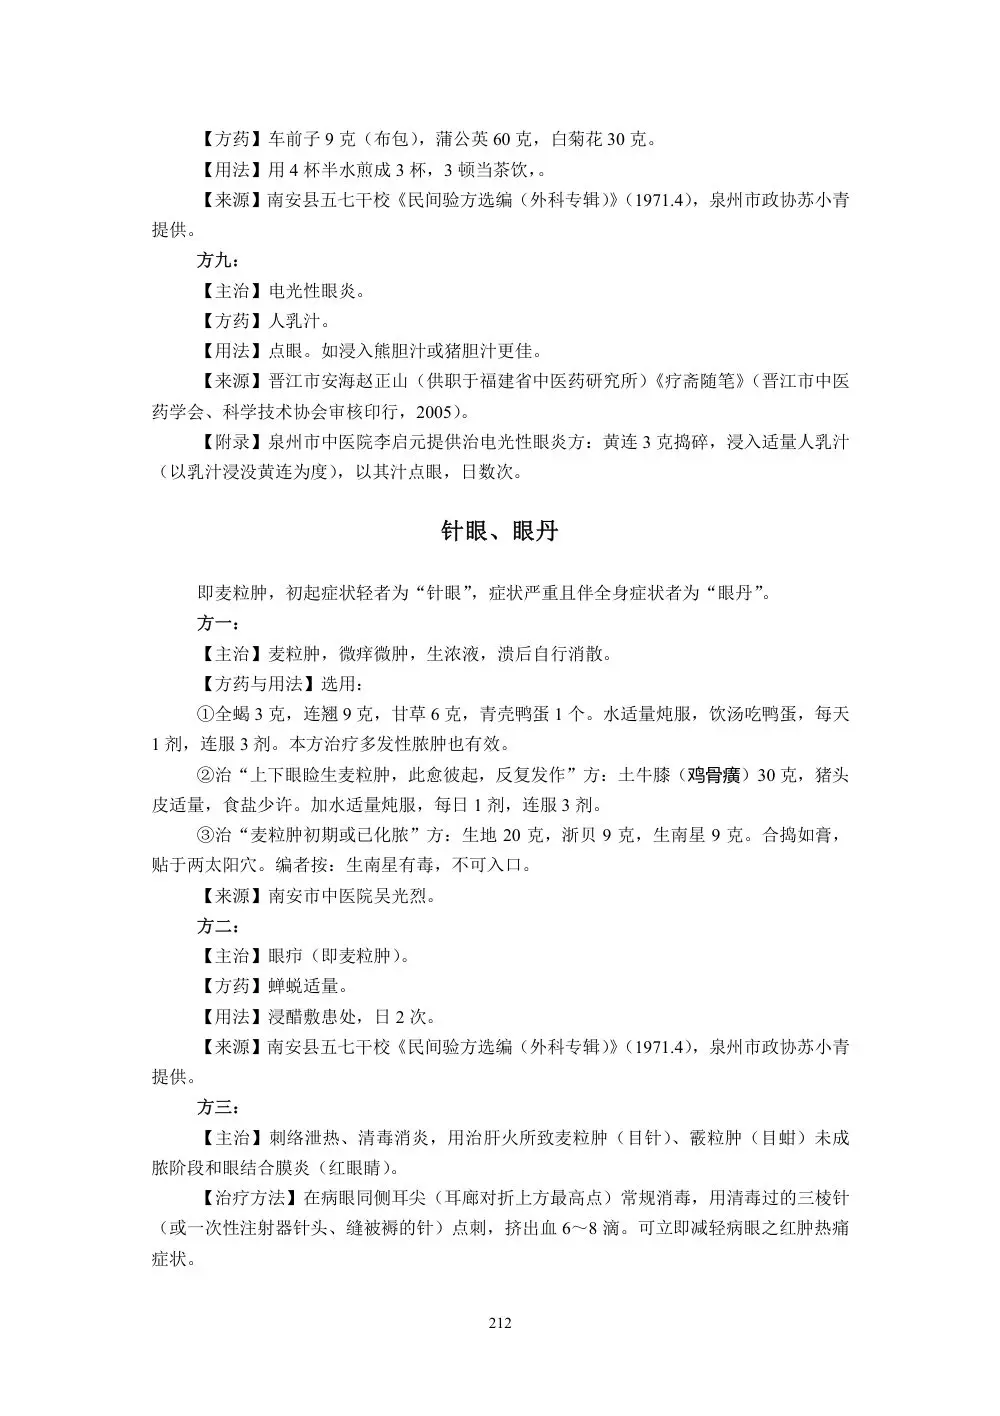 【方药】车前子 9 克（布包），蒲公英 60 克，白菊花 30 克。
【用法】用 4 杯半水煎成 3 杯，3 顿当茶饮，。
【来源】南安县五七干校《民间验方选编（外科专辑）》（1971.4），泉州市政协苏小青
提供。
方九：
【主治】电光性眼炎。
【方药】人乳汁。
【用法】点眼。如浸入熊胆汁或猪胆汁更佳。
【来源】晋江市安海赵正山（供职于福建省中医药研究所）《疗斋随笔》（晋江市中医
药学会、科学技术协会审核印行，2005）。
【附录】泉州市中医院李启元提供治电光性眼炎方：黄连 3 克捣碎，浸入适量人乳汁
（以乳汁浸没黄连为度），以其汁点眼，日数次。
针眼、眼丹
即麦粒肿，初起症状轻者为“针眼”，症状严重且伴全身症状者为“眼丹”。
方一：
【主治】麦粒肿，微痒微肿，生浓液，溃后自行消散。
【方药与用法】选用：
①全蝎 3 克，连翘 9 克，甘草 6 克，青壳鸭蛋 1 个。水适量炖服，饮汤吃鸭蛋，每天
1 剂，连服 3 剂。本方治疗多发性脓肿也有效。
②治“上下眼睑生麦粒肿，此愈彼起，反复发作”方：土牛膝（鸡骨癀）30 克，猪头
皮适量，食盐少许。加水适量炖服，每日 1 剂，连服 3 剂。
③治“麦粒肿初期或已化脓”方：生地 20 克，浙贝 9 克，生南星 9 克。合捣如膏，
贴于两太阳穴。编者按：生南星有毒，不可入口。
【来源】南安市中医院吴光烈。
方二：
【主治】眼疖（即麦粒肿）。
【方药】蝉蜕适量。
【用法】浸醋敷患处，日 2 次。
【来源】南安县五七干校《民间验方选编（外科专辑）》（1971.4），泉州市政协苏小青
提供。
方三：
【主治】刺络泄热、清毒消炎，用治肝火所致麦粒肿（目针）、霰粒肿（目蚶）未成
脓阶段和眼结合膜炎（红眼睛）。
【治疗方法】在病眼同侧耳尖（耳廊对折上方最高点）常规消毒，用清毒过的三棱针
（或一次性注射器针头、缝被褥的针）点刺，挤出血 6～8 滴。可立即减轻病眼之红肿热痛
症状。
212